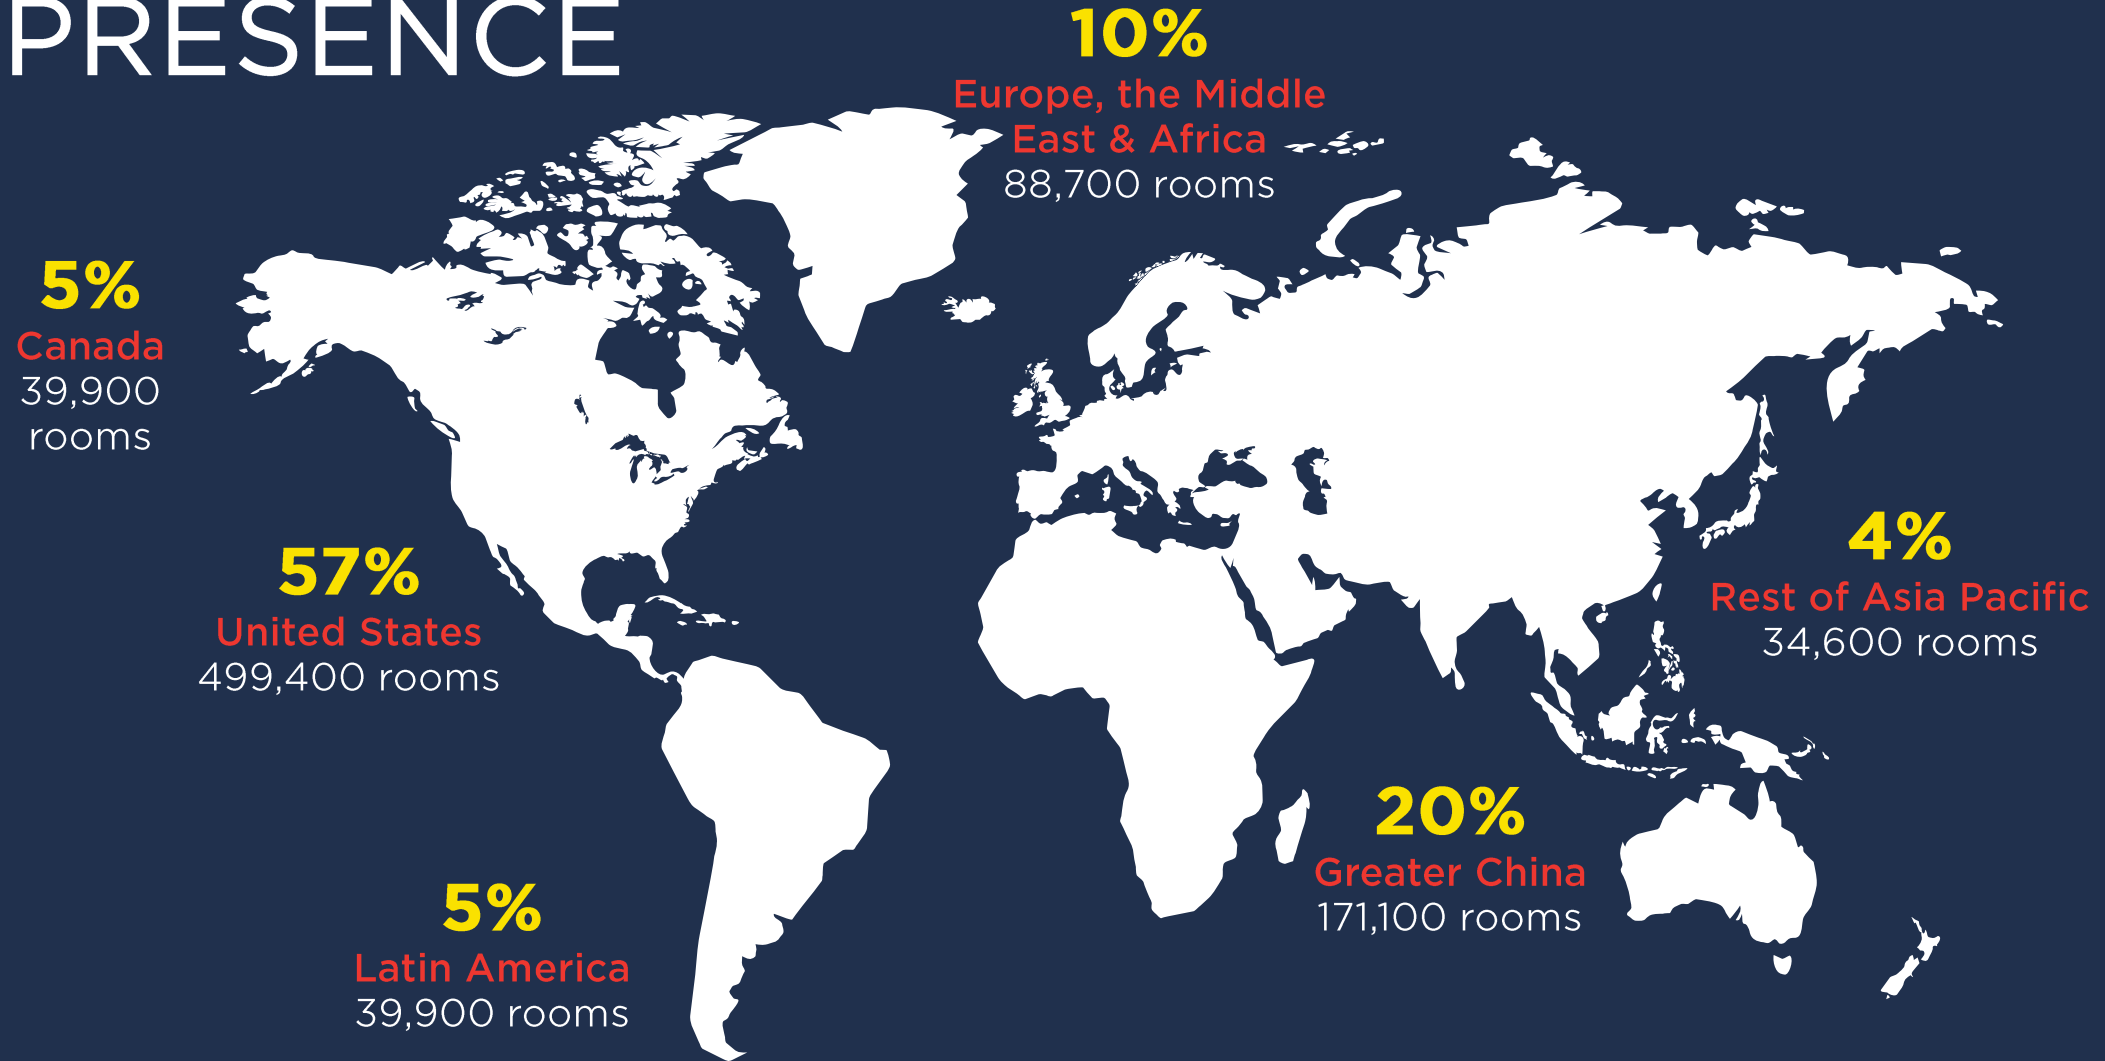 PRESENCE
10%
Europe, the Middle
East & Africa
88,700 rooms
5%
Canada
39,900
rooms
57%
United States
499,400 rooms
4%
Rest of Asia Pacific
34,600 rooms
20%
Greater China
171,100 rooms
5%
Latin America
39,900 rooms